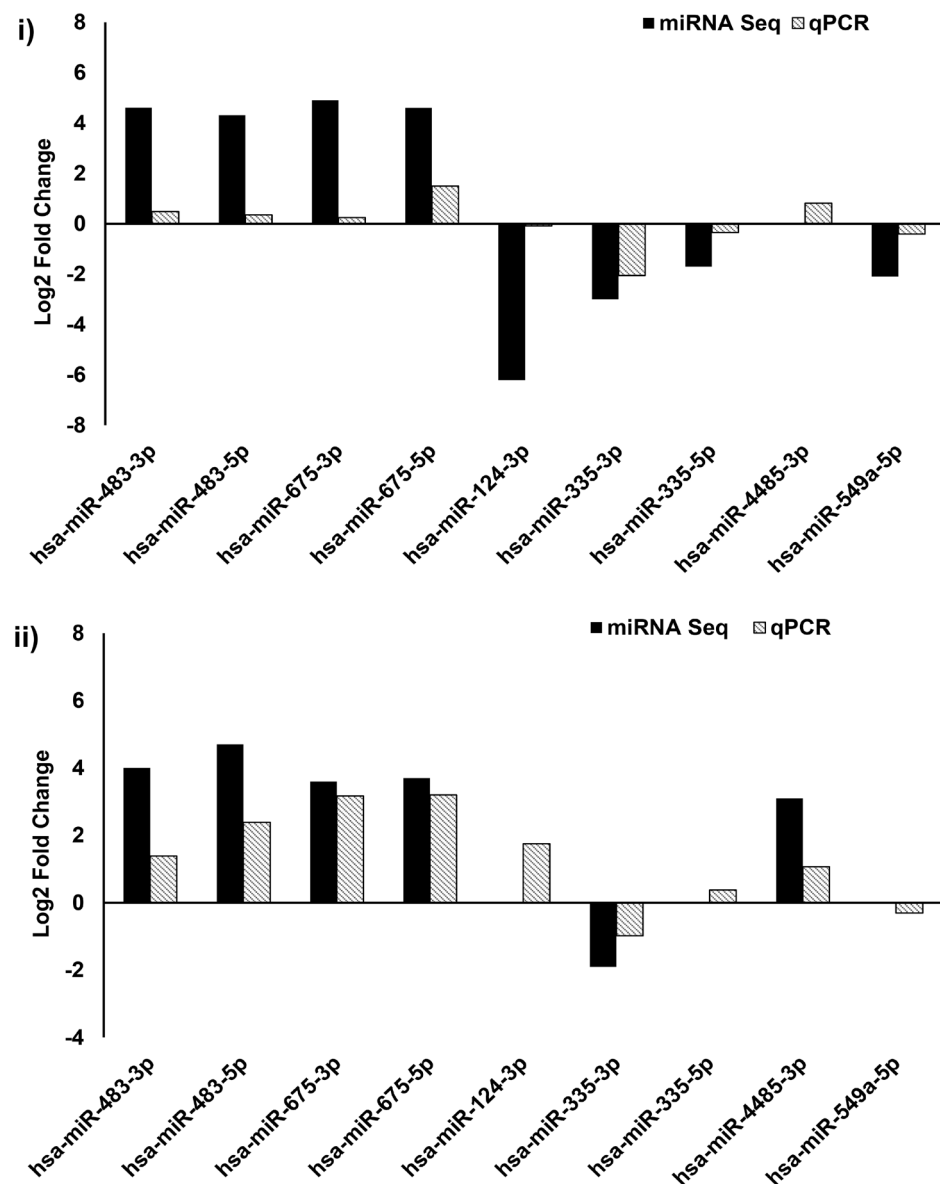 i)
miRNA Seq qPCR
8
6
4
2
0
-2
-4
-6
-8
Log2 Fold Change
hsa-miR-483-3p
hsa-miR-483-5p
hsa-miR-675-3p
hsa-miR-675-5p
hsa-miR-124-3p
hsa-miR-335-3p
hsa-miR-335-5p
hsa-miR-4485-3p
hsa-miR-549a-5p
ii)
miRNA Seq qPCR
8
6
4
2
0
-2
-4
Log2 Fold Change
hsa-miR-483-3p
hsa-miR-483-5p
hsa-miR-675-3p
hsa-miR-675-5p
hsa-miR-124-3p
hsa-miR-335-3p
hsa-miR-335-5p
hsa-miR-4485-3p
hsa-miR-549a-5p